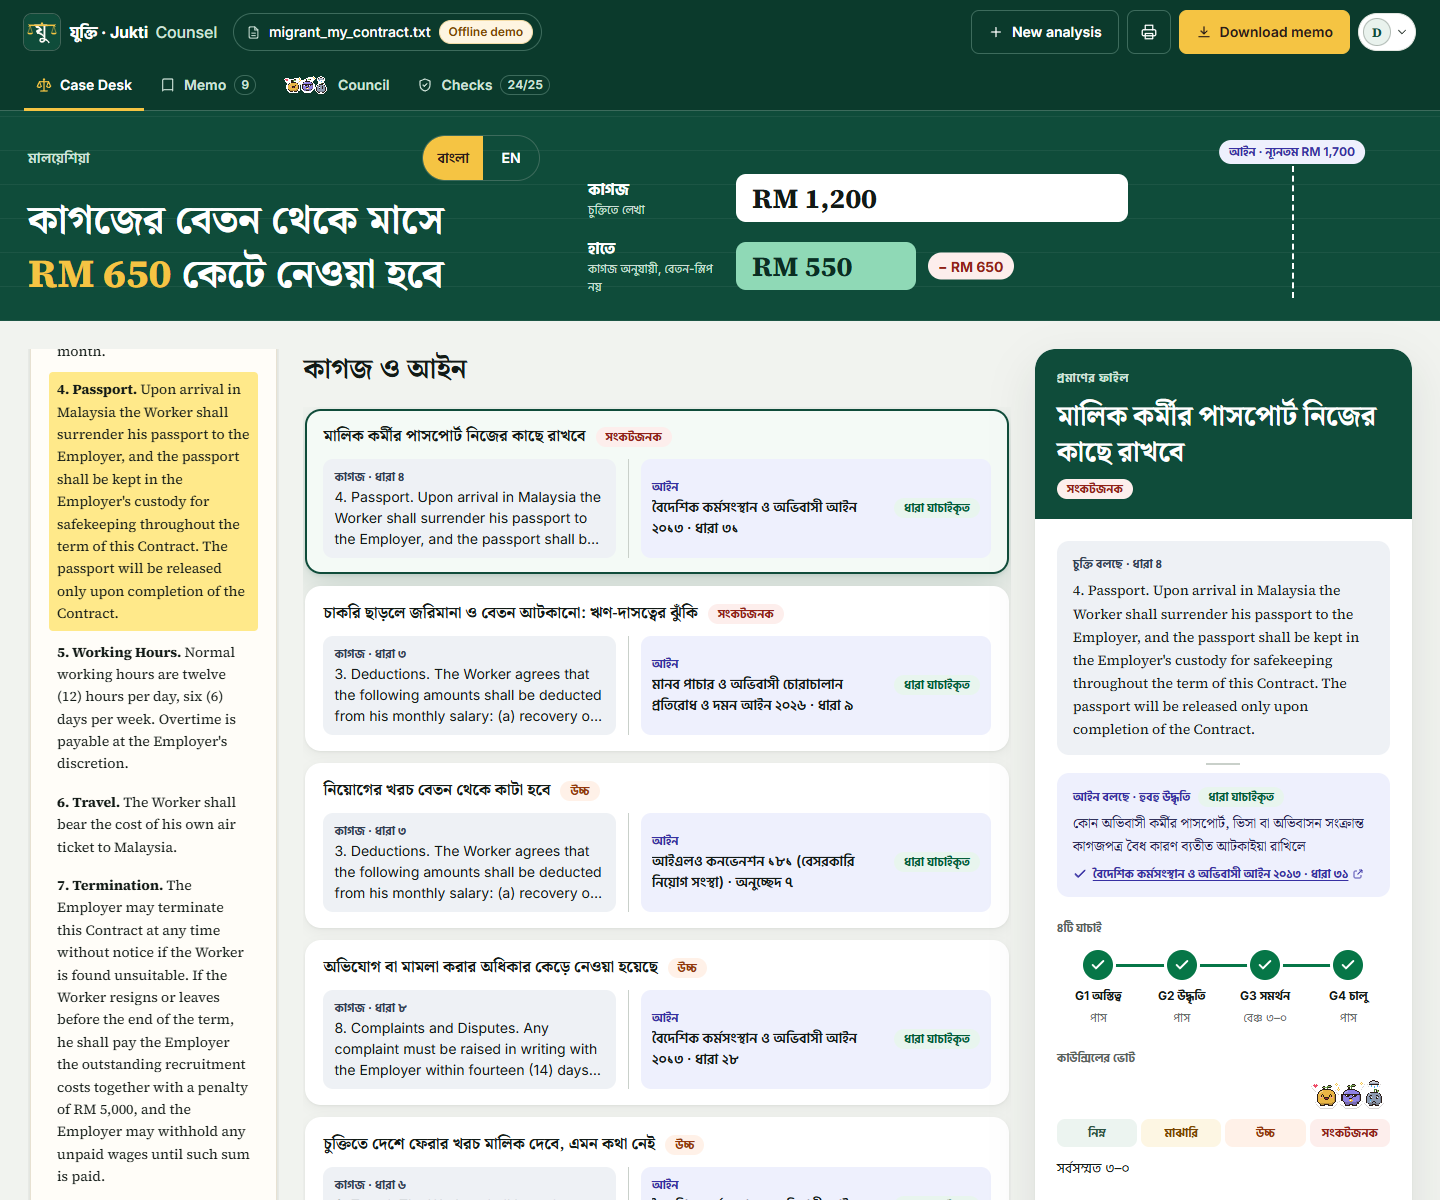 যু
যুক্তি · Jukti Counsel
migrant_my_contract.txt Offline demo
New analysis
Download memo
D
Case Desk
Memo 9
Council
Checks 24/25
মালয়েশিয়া
বাংলা EN
কাগজের বেতন থেকে মাসে
RM 650 কেটে নেওয়া হবে
কাগজ
চুক্তিতে লেখা
RM 1,200
হাতে
কাগজ অনুযায়ী, বেতন-স্লিপ
নয়
RM 550
− RM 650
আইন · ন্যূনতম RM 1,700
month.
4. Passport. Upon arrival in
Malaysia the Worker shall
surrender his passport to the
Employer, and the passport
shall be kept in the
Employer's custody for
safekeeping throughout the
term of this Contract. The
passport will be released
only upon completion of the
Contract.
5. Working Hours. Normal
working hours are twelve
(12) hours per day, six (6)
days per week. Overtime is
payable at the Employer's
discretion.
6. Travel. The Worker shall
bear the cost of his own air
ticket to Malaysia.
7. Termination. The
Employer may terminate
this Contract at any time
without notice if the Worker
is found unsuitable. If the
Worker resigns or leaves
before the end of the term,
he shall pay the Employer
the outstanding recruitment
costs together with a penalty
of RM 5,000, and the
Employer may withhold any
unpaid wages until such sum
is paid.
কাগজ ও আইন
মালিক কর্মীর পাসপোর্ট নিজের কাছে রাখবে সংকটজনক
কাগজ · ধারা ৪
4. Passport. Upon arrival in Malaysia the
Worker shall surrender his passport to
the Employer, and the passport shall b...
আইন
বৈদেশিক কর্মসংস্থান ও অভিবাসী আইন
২০১৩ · ধারা ৩১
ধারা যাচাইকৃত
চাকরি ছাড়লে জরিমানা ও বেতন আটকানো: ঋণ-দাসত্বের ঝুঁকি সংকটজনক
কাগজ · ধারা ৩
3. Deductions. The Worker agrees that
the following amounts shall be deducted
from his monthly salary: (a) recovery o...
আইন
মানব পাচার ও অভিবাসী চোরাচালান
প্রতিরোধ ও দমন আইন ২০২৬ · ধারা ৯
ধারা যাচাইকৃত
নিয়োগের খরচ বেতন থেকে কাটা হবে উচ্চ
কাগজ · ধারা ৩
3. Deductions. The Worker agrees that
the following amounts shall be deducted
from his monthly salary: (a) recovery o...
আইন
আইএলও কনভেনশন ১৮১ (বেসরকারি
নিয়োগ সংস্থা) · অনুচ্ছেদ ৭
ধারা যাচাইকৃত
অভিযোগ বা মামলা করার অধিকার কেড়ে নেওয়া হয়েছে উচ্চ
কাগজ · ধারা ৮
8. Complaints and Disputes. Any
complaint must be raised in writing with
the Employer within fourteen (14) days...
আইন
বৈদেশিক কর্মসংস্থান ও অভিবাসী আইন
২০১৩ · ধারা ২৮
ধারা যাচাইকৃত
চুক্তিতে দেশে ফেরার খরচ মালিক দেবে, এমন কথা নেই উচ্চ
কাগজ · ধারা ৬
আইন
প্রমাণের ফাইল
মালিক কর্মীর পাসপোর্ট নিজের
কাছে রাখবে
সংকটজনক
চুক্তি বলছে · ধারা ৪
4. Passport. Upon arrival in Malaysia the
Worker shall surrender his passport to the
Employer, and the passport shall be kept in
the Employer's custody for safekeeping
throughout the term of this Contract. The
passport will be released only upon
completion of the Contract.
আইন বলছে · হুবহু উদ্ধৃতি ধারা যাচাইকৃত
কোন অভিবাসী কর্মীর পাসপোর্ট, ভিসা বা অভিবাসন সংক্রান্ত
কাগজপত্র বৈধ কারণ ব্যতীত আটকাইয়া রাখিলে
বৈদেশিক কর্মসংস্থান ও অভিবাসী আইন ২০১৩ · ধারা ৩১
৪টি যাচাই
G1 অস্তিত্ব G2 উদ্ধৃতি G3 সমর্থন G4 চালু
পাস পাস বেঞ্চ ৩–০ পাস
কাউন্সিলের ভোট
নিম্ন মাঝারি উচ্চ সংকটজনক
সর্বসম্মত ৩–০